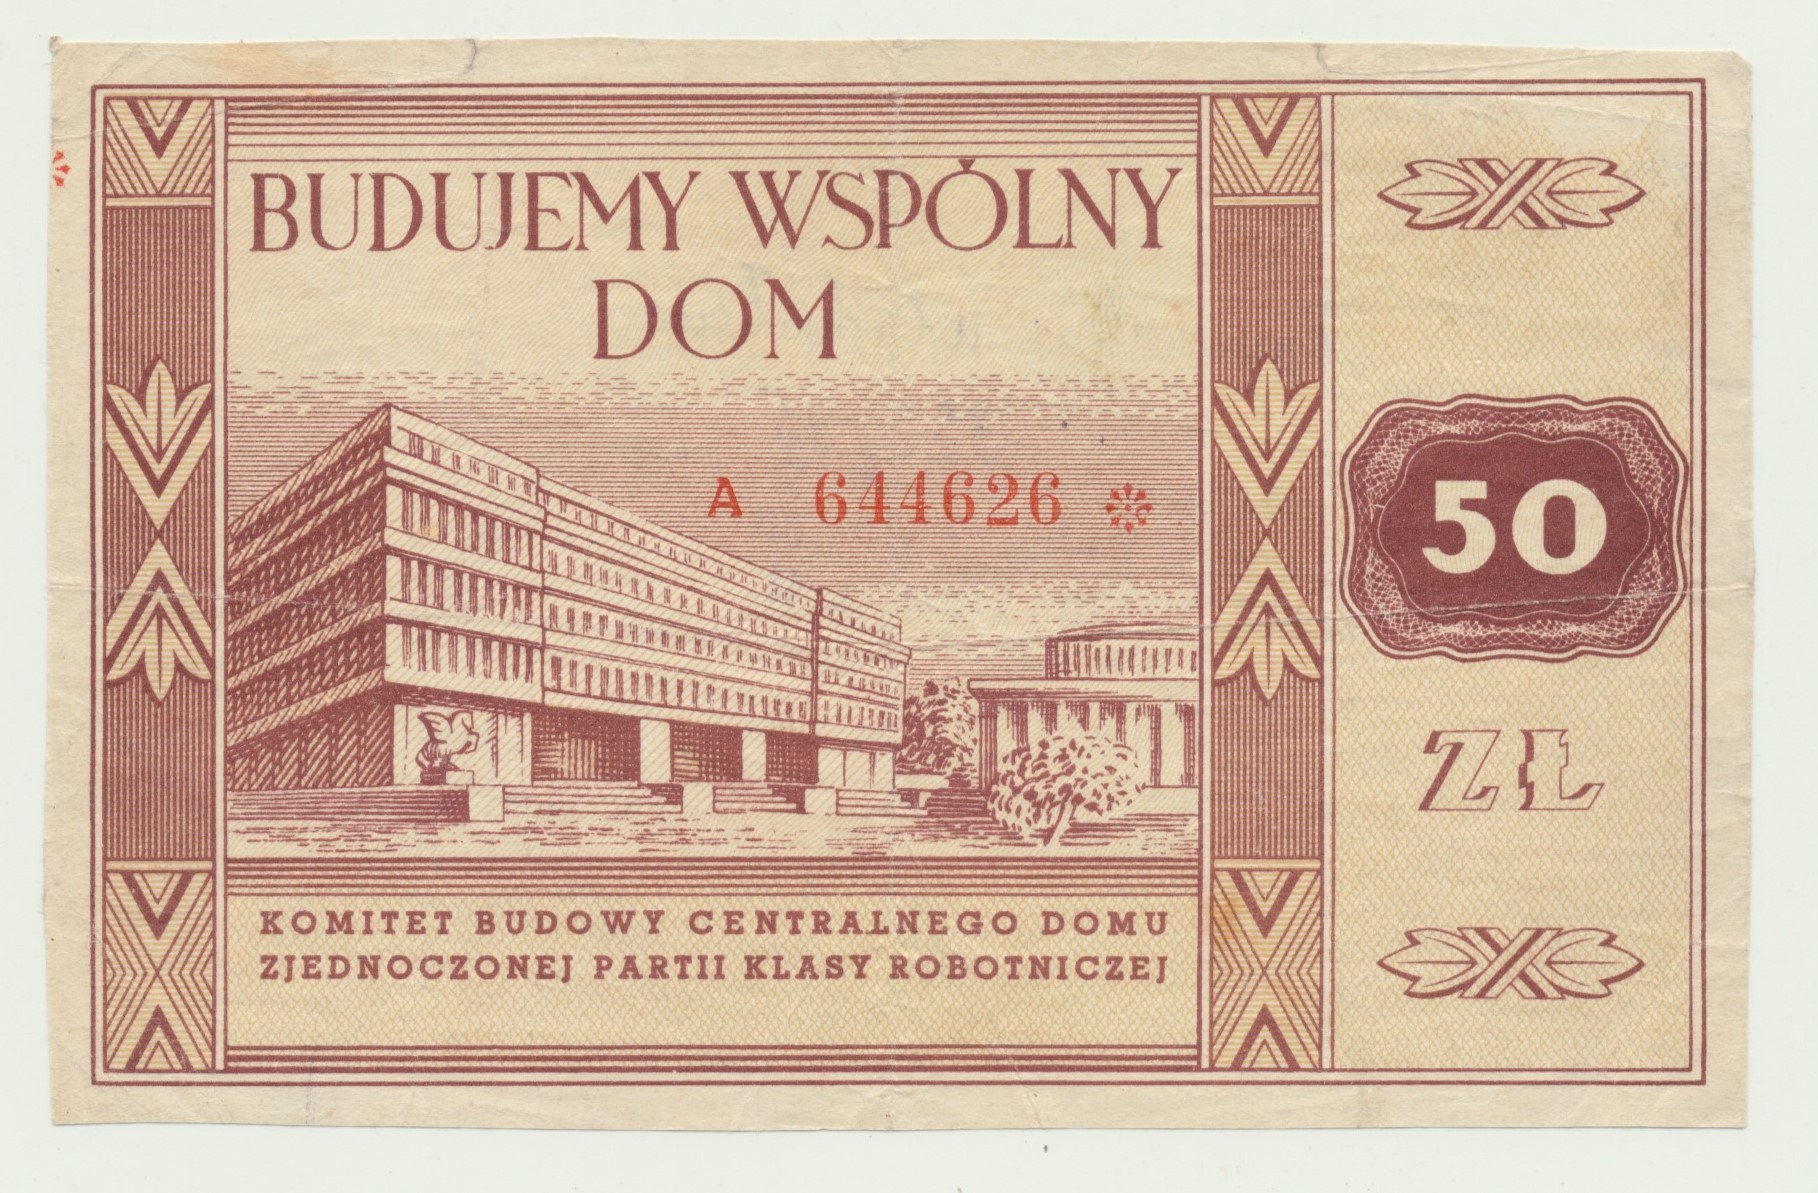 BUDUJEMY WSPÓLNY
DOM
A 644626
50
ZŁ
KOMITET BUDOWY CENTRALNEGO DOMU
ZJEDNOCZONEJ PARTII KLASY ROBOTNICZEJ